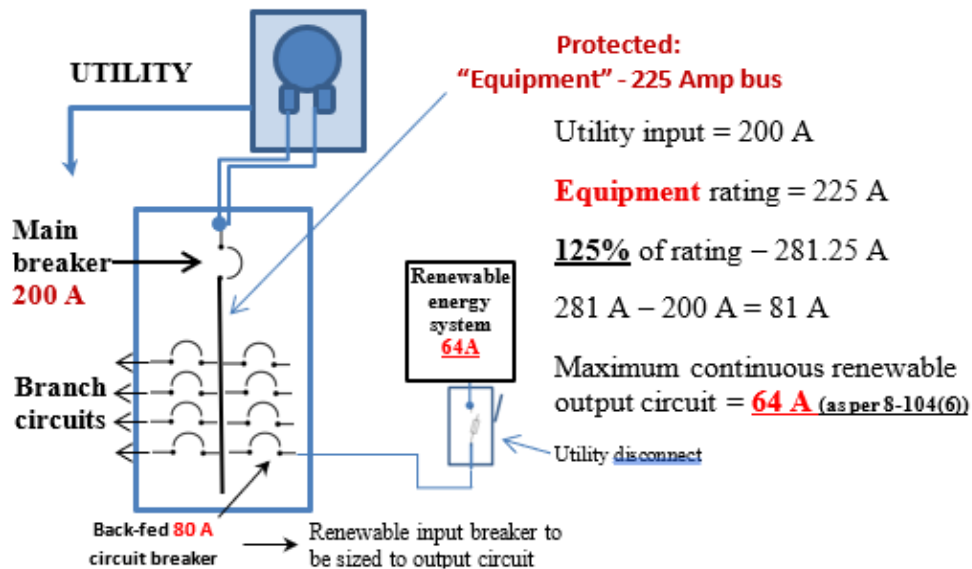 UTILITY
Protected:
“Equipment” - 225 Amp bus
Utility input = 200 A
Equipment rating = 225 A
125% of rating – 281.25 A
281 A – 200 A = 81 A
Maximum continuous renewable
output circuit = 64 A (as per 8-104(6))
Utility disconnect
Main
breaker
200 A
Renewable
energy
system
64A
Branch
circuits
Back-fed 80 A
circuit breaker
Renewable input breaker to
be sized to output circuit